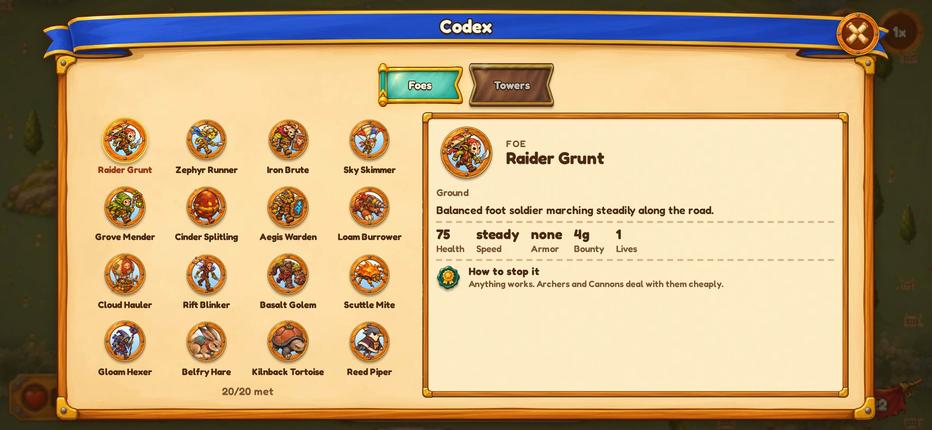 Codex
1x
Foes
Towers
Raider Grunt
Zephyr Runner
Iron Brute
Sky Skimmer
Grove Mender
Cinder Splitling
Aegis Warden
Loam Burrower
Cloud Hauler
Rift Blinker
Basalt Golem
Scuttle Mite
Gloam Hexer
Belfry Hare
Kilnback Tortoise
Reed Piper
20/20 met
FOE
Raider Grunt
Ground
Balanced foot soldier marching steadily along the road.
75 steady none 4g 1
Health Speed Armor Bounty Lives
How to stop it
Anything works. Archers and Cannons deal with them cheaply.